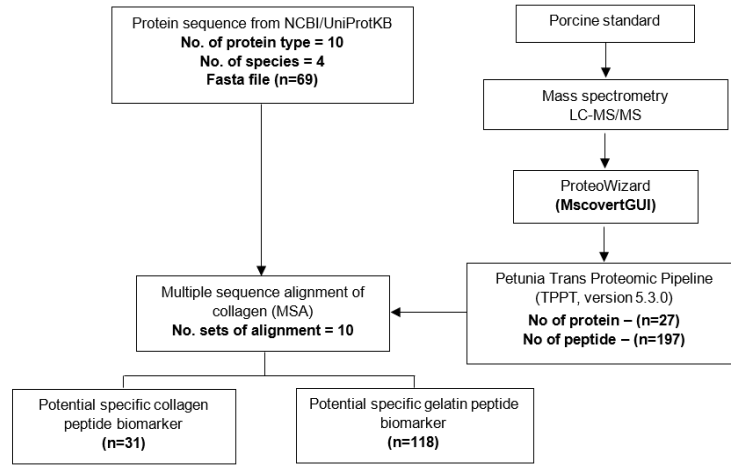 Protein sequence from NCBI/UniProtKB
No. of protein type = 10
No. of species = 4
Fasta file (n=69)
Porcine standard
Mass spectrometry
LC-MS/MS
ProteoWizard
(MscovertGUI)
Petunia Trans Proteomic Pipeline
(TPPT, version 5.3.0)
No of protein – (n=27)
No of peptide – (n=197)
Multiple sequence alignment of
collagen (MSA)
No. sets of alignment = 10
Potential specific collagen
peptide biomarker
(n=31)
Potential specific gelatin peptide
biomarker
(n=118)